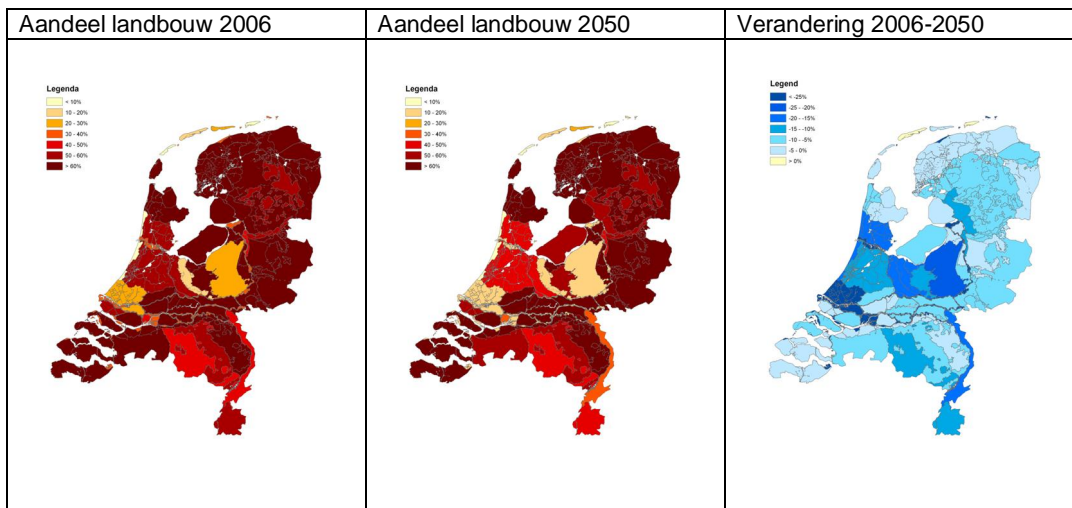 Aandeel landbouw 2006
Aandeel landbouw 2050
Verandering 2006-2050
Legenda
< 10%
10 - 20%
20 - 30%
30 - 40%
40 - 50%
50 - 60%
> 60%
Legenda
< 10%
10 - 20%
20 - 30%
30 - 40%
40 - 50%
50 - 60%
> 60%
Legend
< -25%
-25 - -20%
-20 - -15%
-15 - -10%
-10 - -5%
-5 - 0%
> 0%